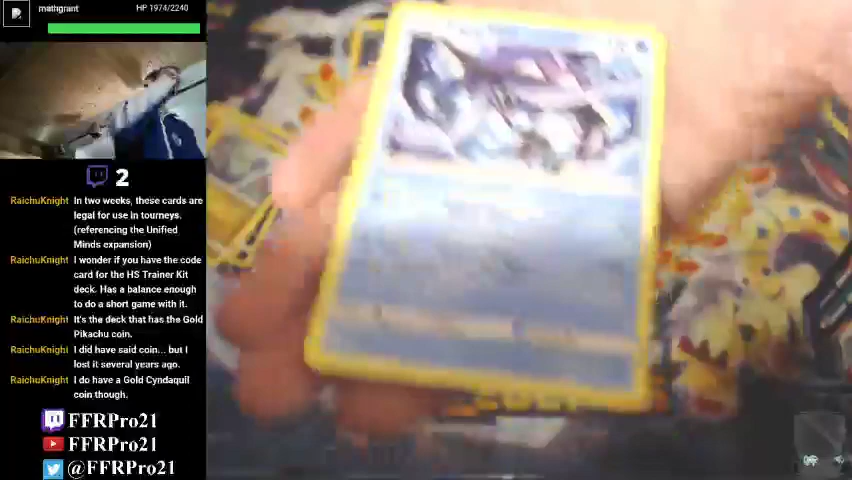 mathgrant HP 1974/2240
2
RaichuKnight In two weeks, these cards are
legal for use in tourneys.
(referencing the Unified
Minds expansion)
RaichuKnight I wonder if you have the code
card for the HS Trainer Kit
deck. Has a balance enough
to do a short game with it.
RaichuKnight It's the deck that has the Gold
Pikachu coin.
RaichuKnight I did have said coin... but I
lost it several years ago.
RaichuKnight I do have a Gold Cyndaquil
coin though.
FFRPro21
FFRPro21
@FFRPro21